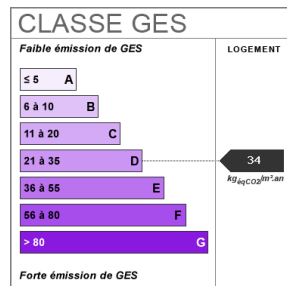 CLASSE GES
Faible émission de GES
LOGEMENT
≤ 5 A
6 à 10 B
11 à 20 C
21 à 35 D
34
kgéqCO2/m².an
36 à 55 E
56 à 80 F
> 80 G
Forte émission de GES